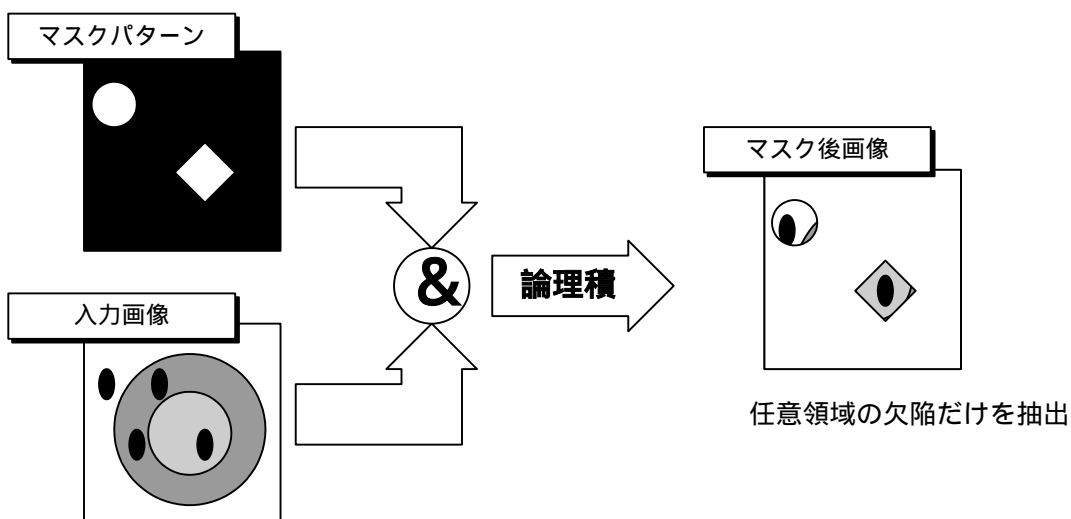 マスクパターン
入力画像
&
論理積
マスク後画像
任意領域の欠陥だけを抽出